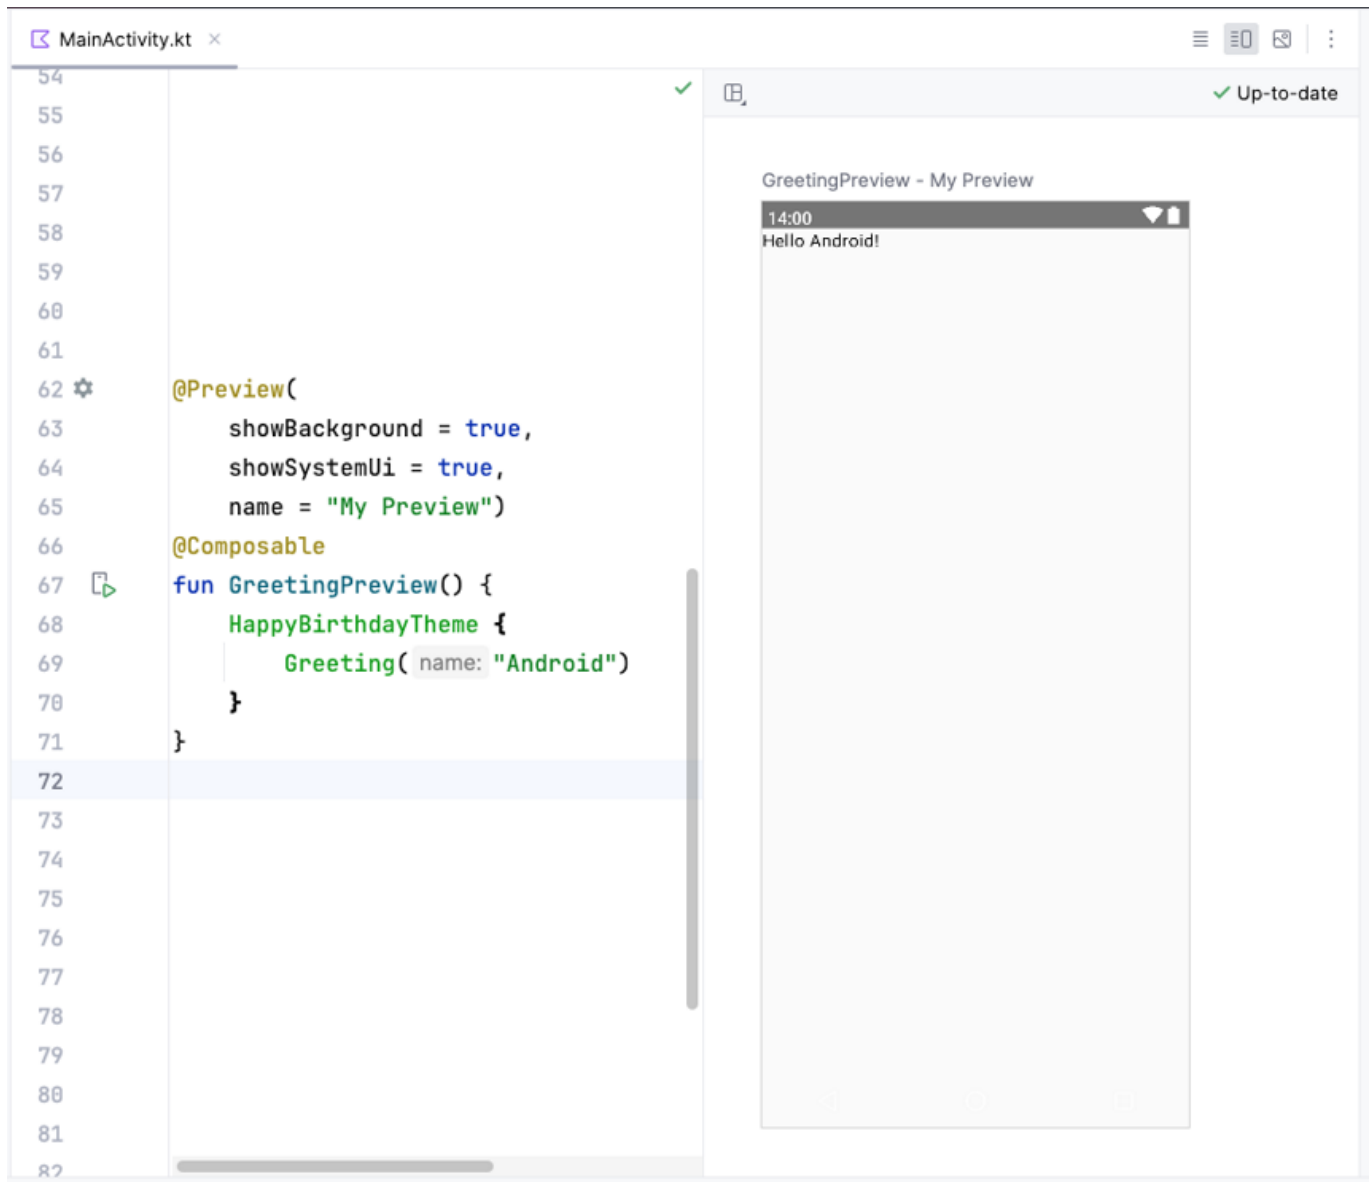 MainActivity.kt
54
Up-to-date
55
56
57
58
59
60
61
62 @Preview(
63 showBackground = true,
64 showSystemUi = true,
65 name = "My Preview")
66 @Composable
67 fun GreetingPreview() {
68 HappyBirthdayTheme {
69 Greeting( name: "Android")
70 }
71 }
72
73
74
75
76
77
78
79
80
81
82
GreetingPreview - My Preview
14:00
Hello Android!